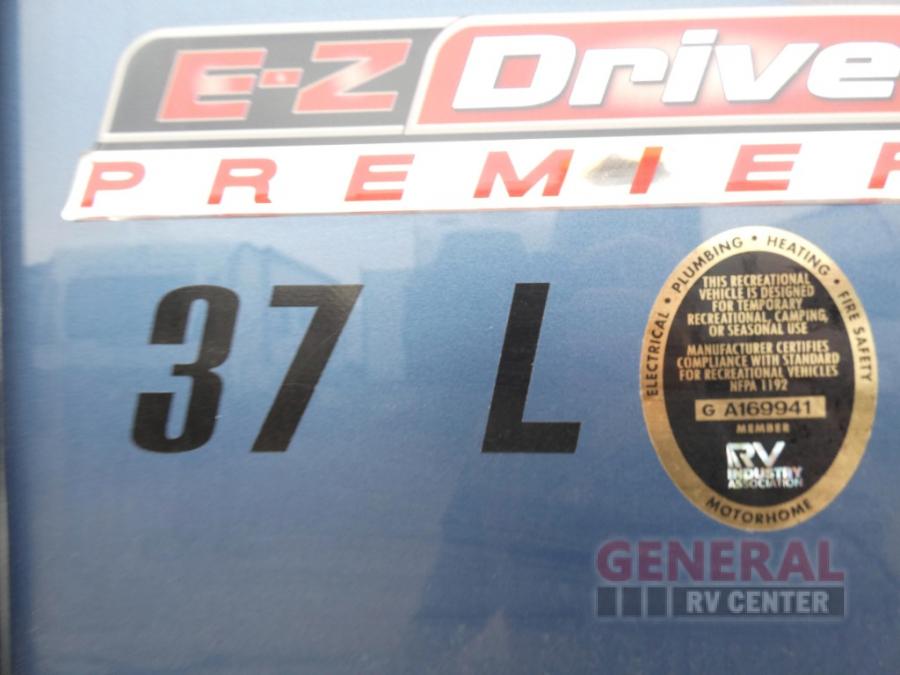 E-Z Drive
PREMIER
37 L
ELECTRICAL • PLUMBING • HEATING • FIRE SAFETY
THIS RECREATIONAL
VEHICLE IS DESIGNED
FOR TEMPORARY
RECREATIONAL, CAMPING,
OR SEASONAL USE
MANUFACTURER CERTIFIES
COMPLIANCE WITH STANDARD
FOR RECREATIONAL VEHICLES
NFPA 1192
G A169941
MEMBER
RV
INDUSTRY
ASSOCIATION
MOTORHOME
GENERAL
RV CENTER